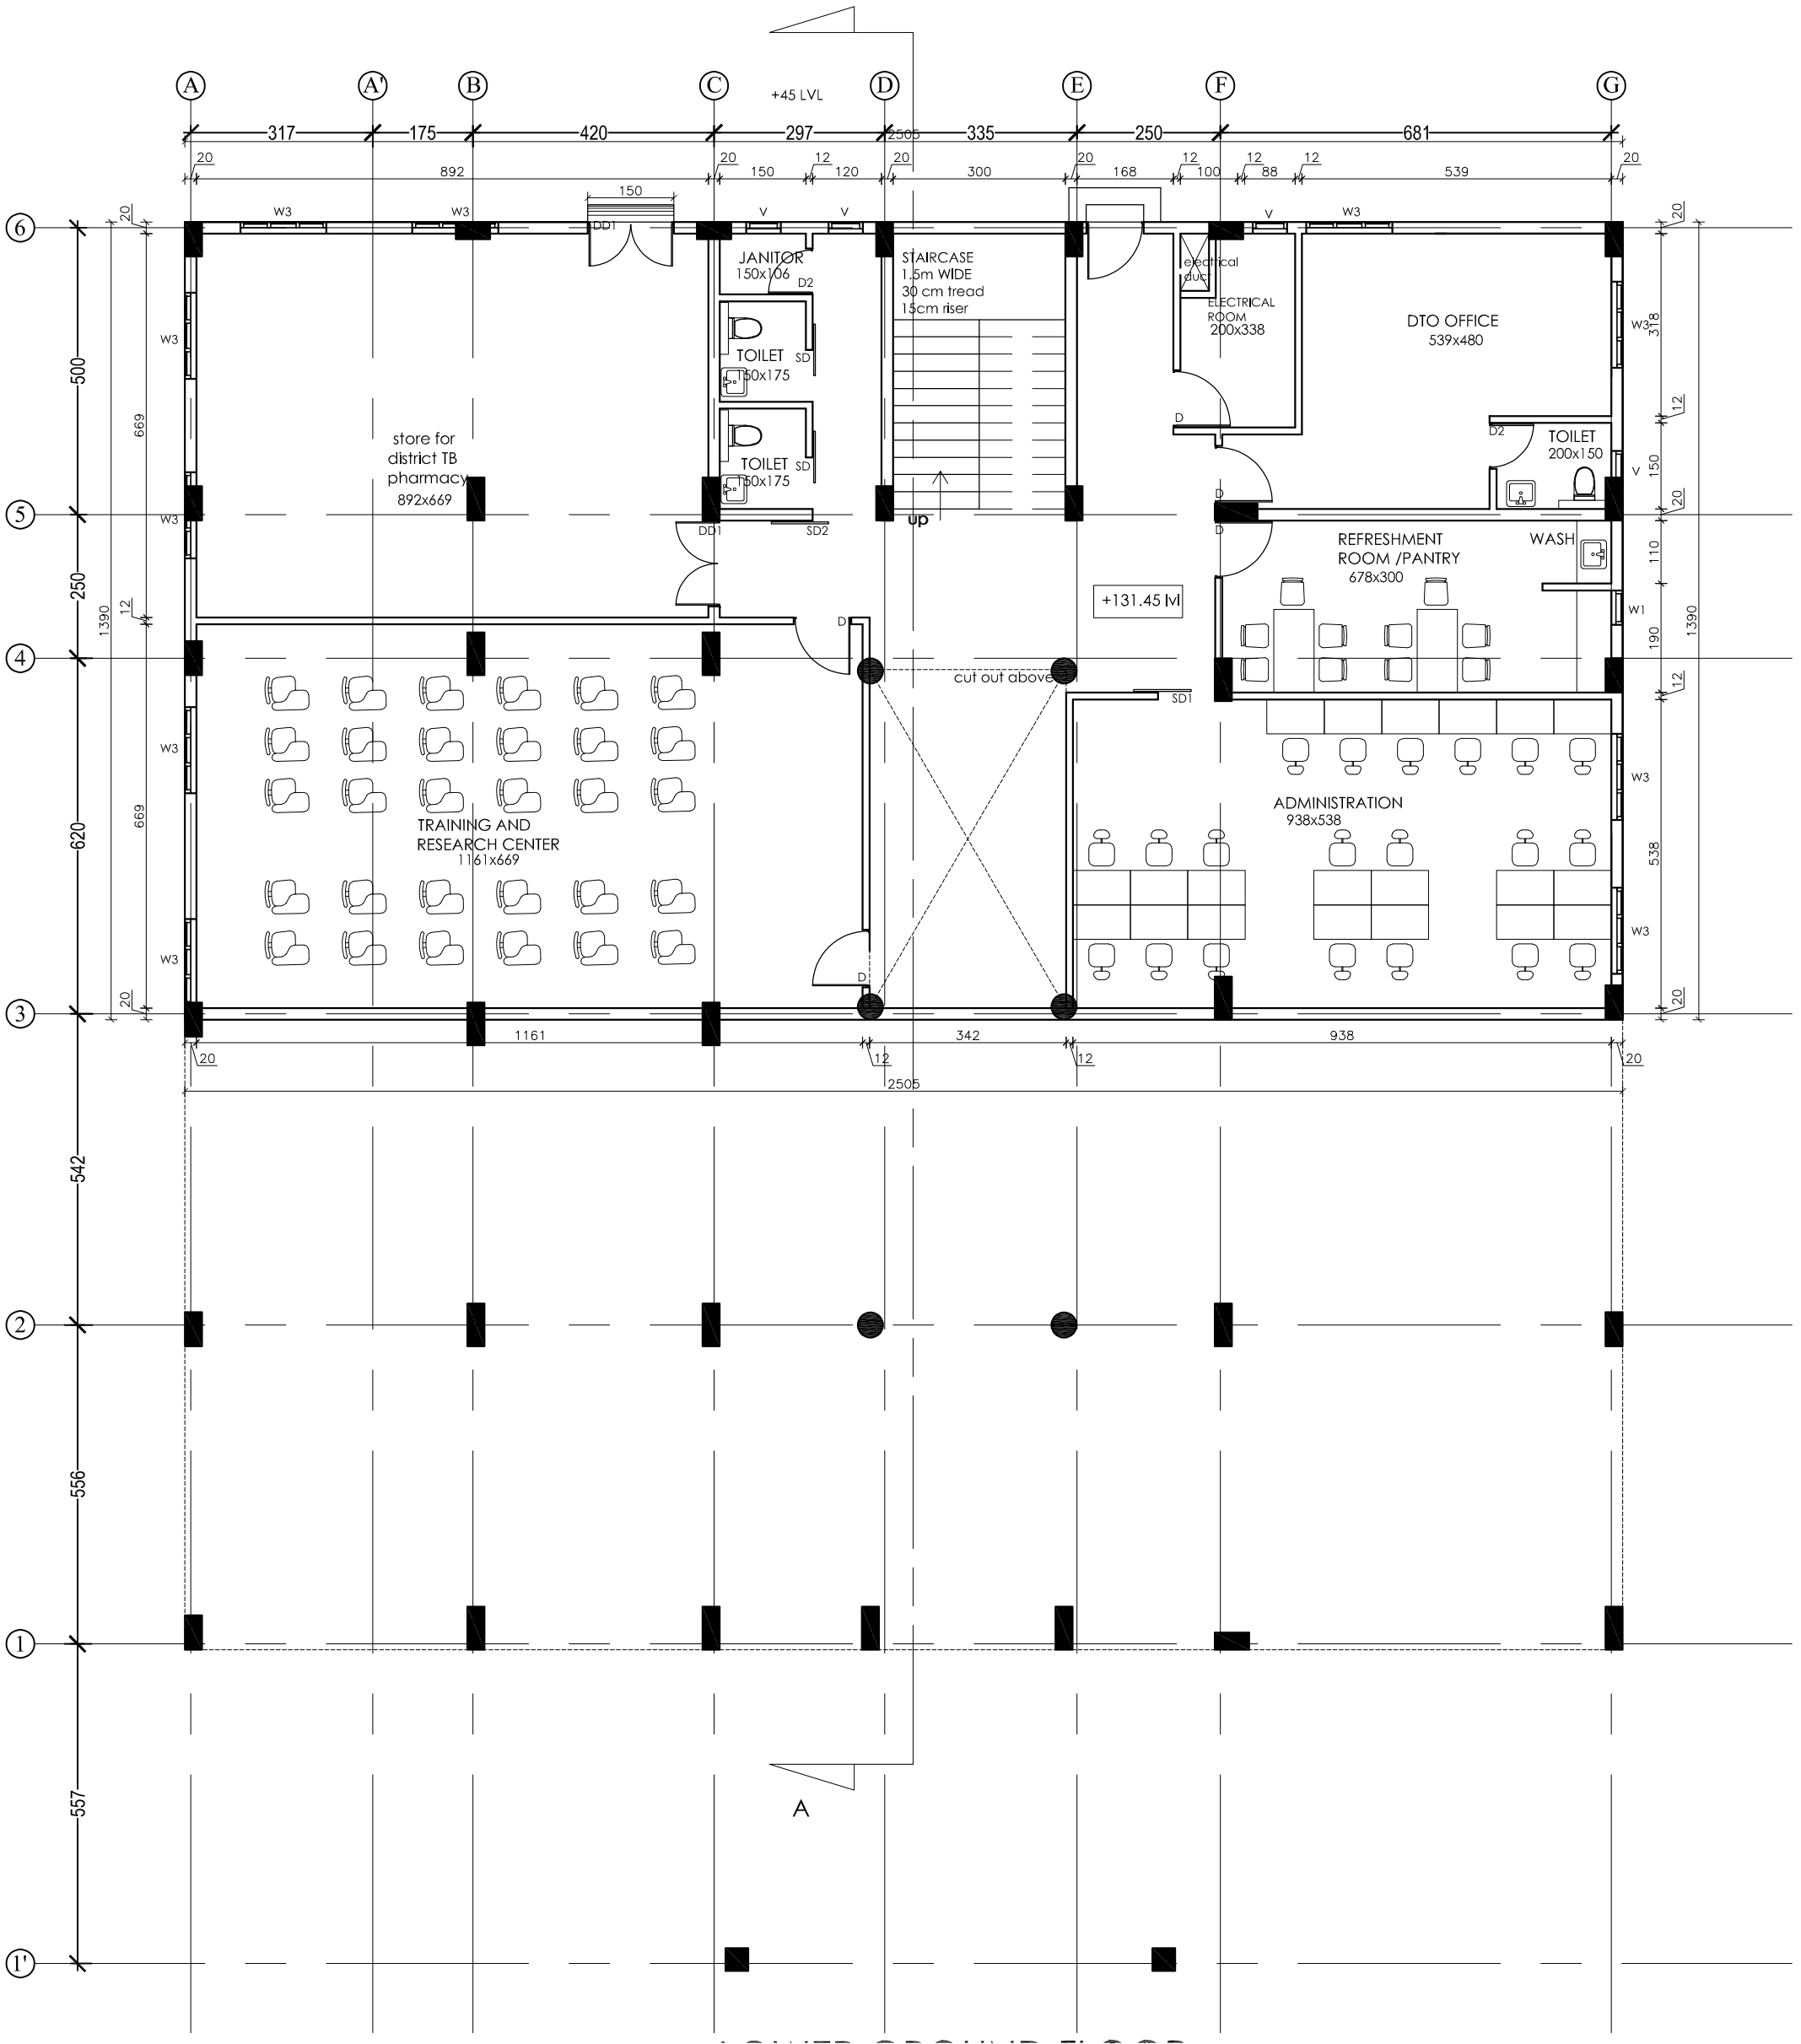 +45 LVL
A A' B C D E F G
317 175 420 297 335 250 681
2505
20 892 20 150 12 120 20 300 20 168 12 100 12 88 12 539 20
150
6
20
W3 W3 DD1 V V V W3
20
JANITOR
150x106
D2
STAIRCASE
1.5m WIDE
30 cm tread
15cm riser
electrical
duct
ELECTRICAL
ROOM
200x338
DTO OFFICE
539x480
W3
318
W3
500
TOILET SD
150x175
669
12
store for
district TB
pharmacy
892x669
TOILET SD
150x175
D
D2
TOILET
200x150
V
150
D
20
5
W3
up
DD1
SD2
D
REFRESHMENT
ROOM /PANTRY
678x300
WASH
110
250
1390
12
+131.45 lvl
W1
190
1390
D
4
cut out above
SD1
12
W3
W3
620
669
TRAINING AND
RESEARCH CENTER
1161x669
ADMINISTRATION
938x538
538
W3
D
W3
20
20
3
20 1161 12 342 12 938 20
2505
542
2
556
1
557
A
1'
LOWER GROUND FLOOR